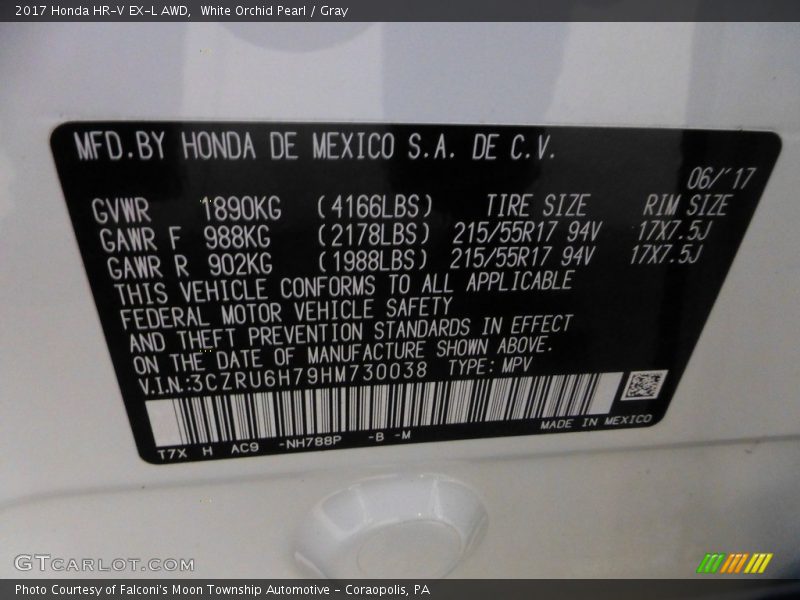 2017 Honda HR-V EX-L AWD,  White Orchid Pearl / Gray
MFD.BY HONDA DE MEXICO S.A. DE C.V.
06/'17
GVWR 1890KG (4166LBS) TIRE SIZE RIM SIZE
GAWR F 988KG (2178LBS) 215/55R17 94V 17X7.5J
GAWR R 902KG (1988LBS) 215/55R17 94V 17X7.5J
THIS VEHICLE CONFORMS TO ALL APPLICABLE
FEDERAL MOTOR VEHICLE SAFETY
AND THEFT PREVENTION STANDARDS IN EFFECT
ON THE DATE OF MANUFACTURE SHOWN ABOVE.
V.I.N.:3CZRU6H79HM730038 TYPE: MPV
T7X H AC9 -NH788P -B -M MADE IN MEXICO
GTCARLOT.COM
Photo Courtesy of Falconi's Moon Township Automotive - Coraopolis, PA